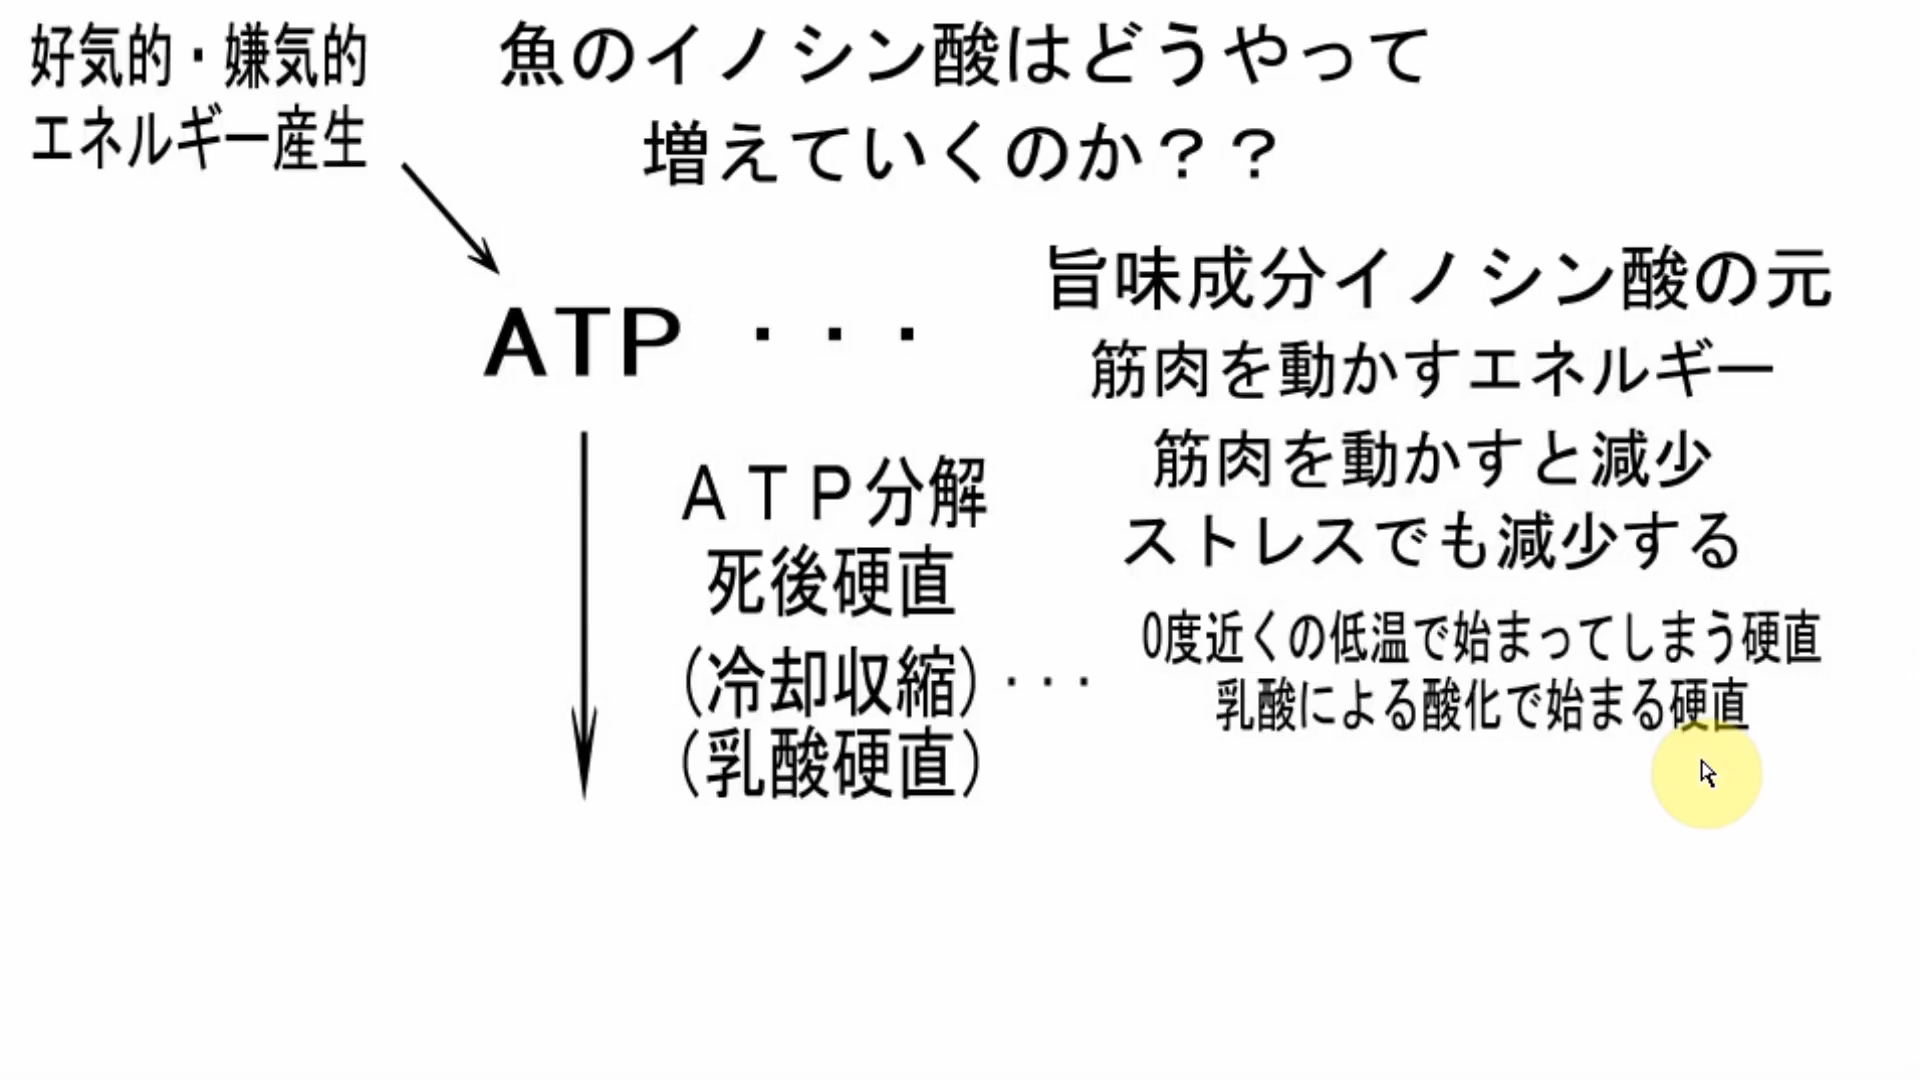 好気的・嫌気的
エネルギー産生
魚のイノシン酸はどうやって
増えていくのか？？
ATP ・・・
旨味成分イノシン酸の元
筋肉を動かすエネルギー
筋肉を動かすと減少
ストレスでも減少する
ＡＴＰ分解
死後硬直
(冷却収縮)・・・
(乳酸硬直)
0度近くの低温で始まってしまう硬直
乳酸による酸化で始まる硬直